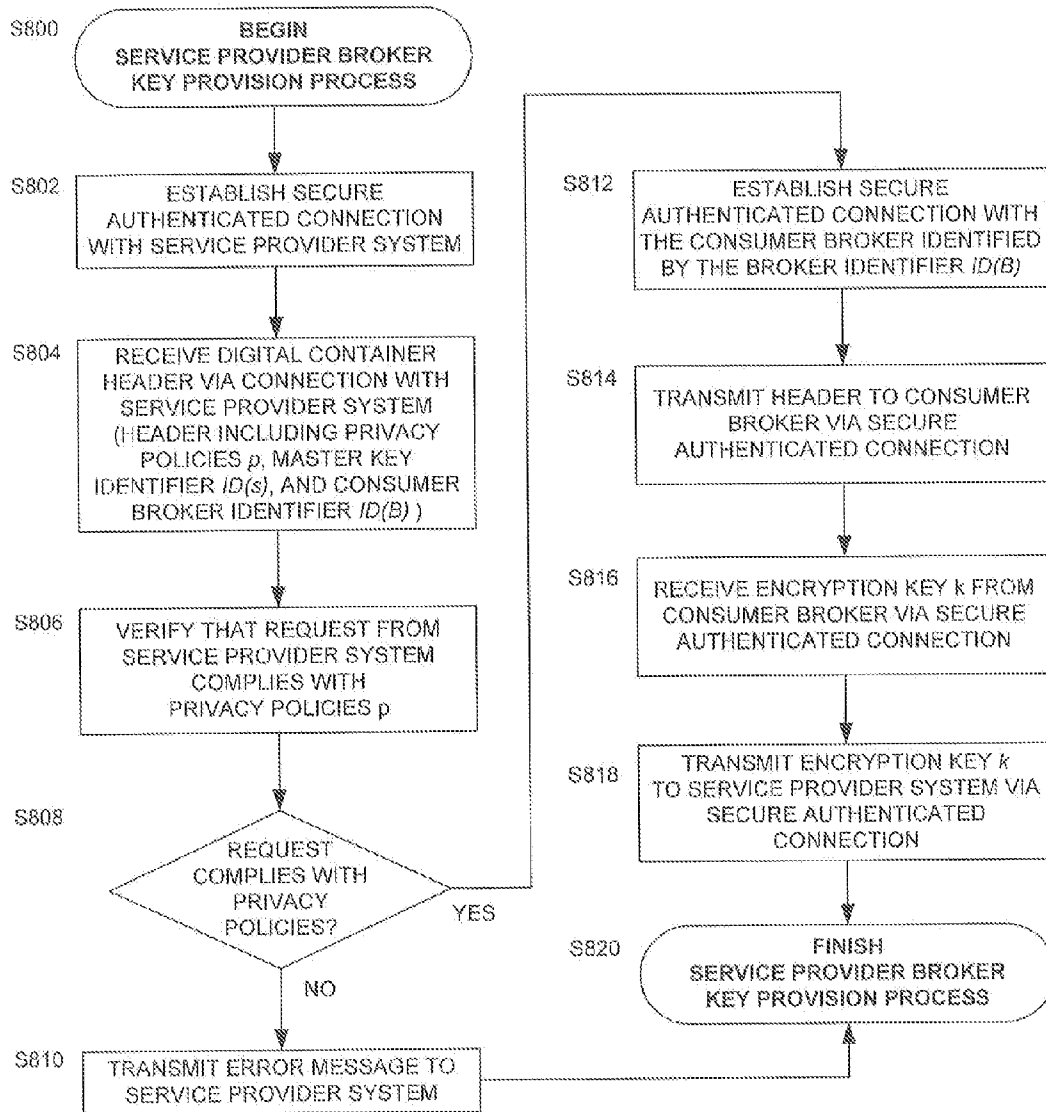 S800
BEGIN
SERVICE PROVIDER BROKER
KEY PROVISION PROCESS
S802
ESTABLISH SECURE
AUTHENTICATED CONNECTION
WITH SERVICE PROVIDER SYSTEM
S804
RECEIVE DIGITAL CONTAINER
HEADER VIA CONNECTION WITH
SERVICE PROVIDER SYSTEM
(HEADER INCLUDING PRIVACY
POLICIES p, MASTER KEY
IDENTIFIER ID(s), AND CONSUMER
BROKER IDENTIFIER ID(B) )
S806
VERIFY THAT REQUEST FROM
SERVICE PROVIDER SYSTEM
COMPLIES WITH
PRIVACY POLICIES p
S808
REQUEST
COMPLIES WITH
PRIVACY
POLICIES?
YES
NO
S810
TRANSMIT ERROR MESSAGE TO
SERVICE PROVIDER SYSTEM
S812
ESTABLISH SECURE
AUTHENTICATED CONNECTION WITH
THE CONSUMER BROKER IDENTIFIED
BY THE BROKER IDENTIFIER ID(B)
S814
TRANSMIT HEADER TO CONSUMER
BROKER VIA SECURE
AUTHENTICATED CONNECTION
S816
RECEIVE ENCRYPTION KEY k FROM
CONSUMER BROKER VIA SECURE
AUTHENTICATED CONNECTION
S818
TRANSMIT ENCRYPTION KEY k
TO SERVICE PROVIDER SYSTEM VIA
SECURE AUTHENTICATED
CONNECTION
S820
FINISH
SERVICE PROVIDER BROKER
KEY PROVISION PROCESS